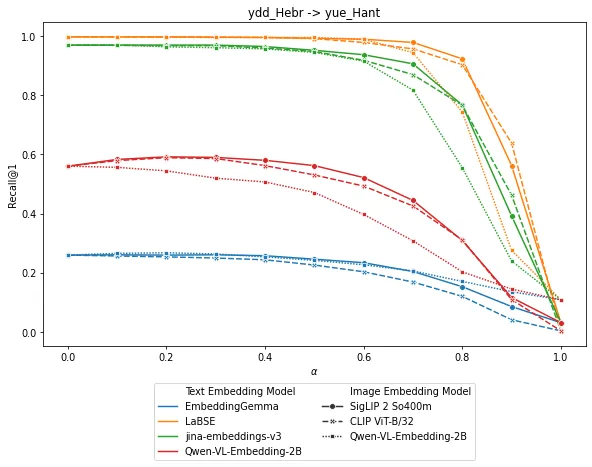 ydd_Hebr -> yue_Hant
Recall@1
1.0
0.8
0.6
0.4
0.2
0.0
0.0 0.2 0.4 0.6 0.8 1.0
α
Text Embedding Model Image Embedding Model
EmbeddingGemma SigLIP 2 So400m
LaBSE CLIP ViT-B/32
jina-embeddings-v3 Qwen-VL-Embedding-2B
Qwen-VL-Embedding-2B